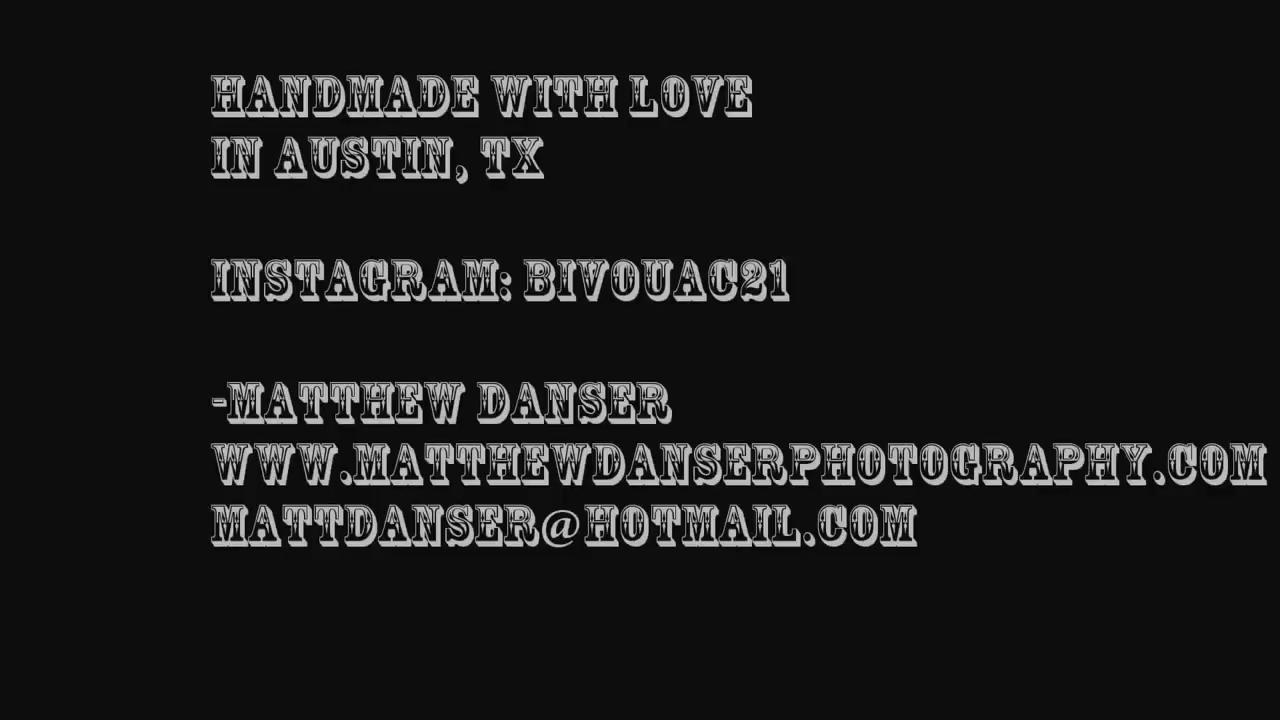 HANDMADE WITH LOVE
IN AUSTIN, TX
INSTAGRAM: BIVOUAC21
-MATTHEW DANSER
WWW.MATTHEWDANSERPHOTOGRAPHY.COM
MATTDANSER@HOTMAIL.COM